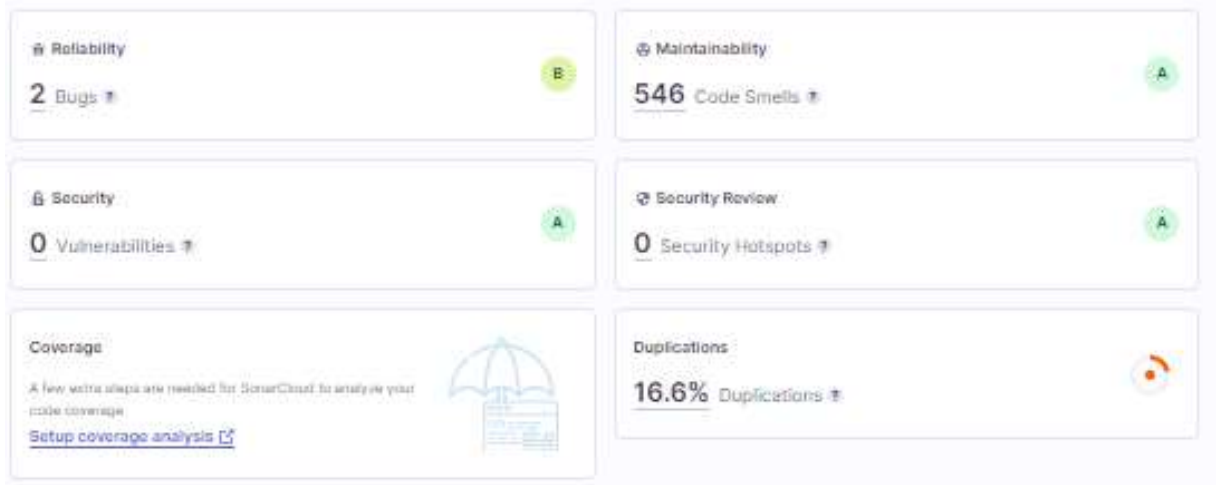 Reliability
2 Bugs ?
B
Maintainability
546 Code Smells ?
A
Security
0 Vulnerabilities ?
A
Security Review
0 Security Hotspots ?
A
Coverage
A few extra steps are needed for SonarCloud to analyze your
code coverage
Setup coverage analysis
Duplications
16.6% Duplications ?